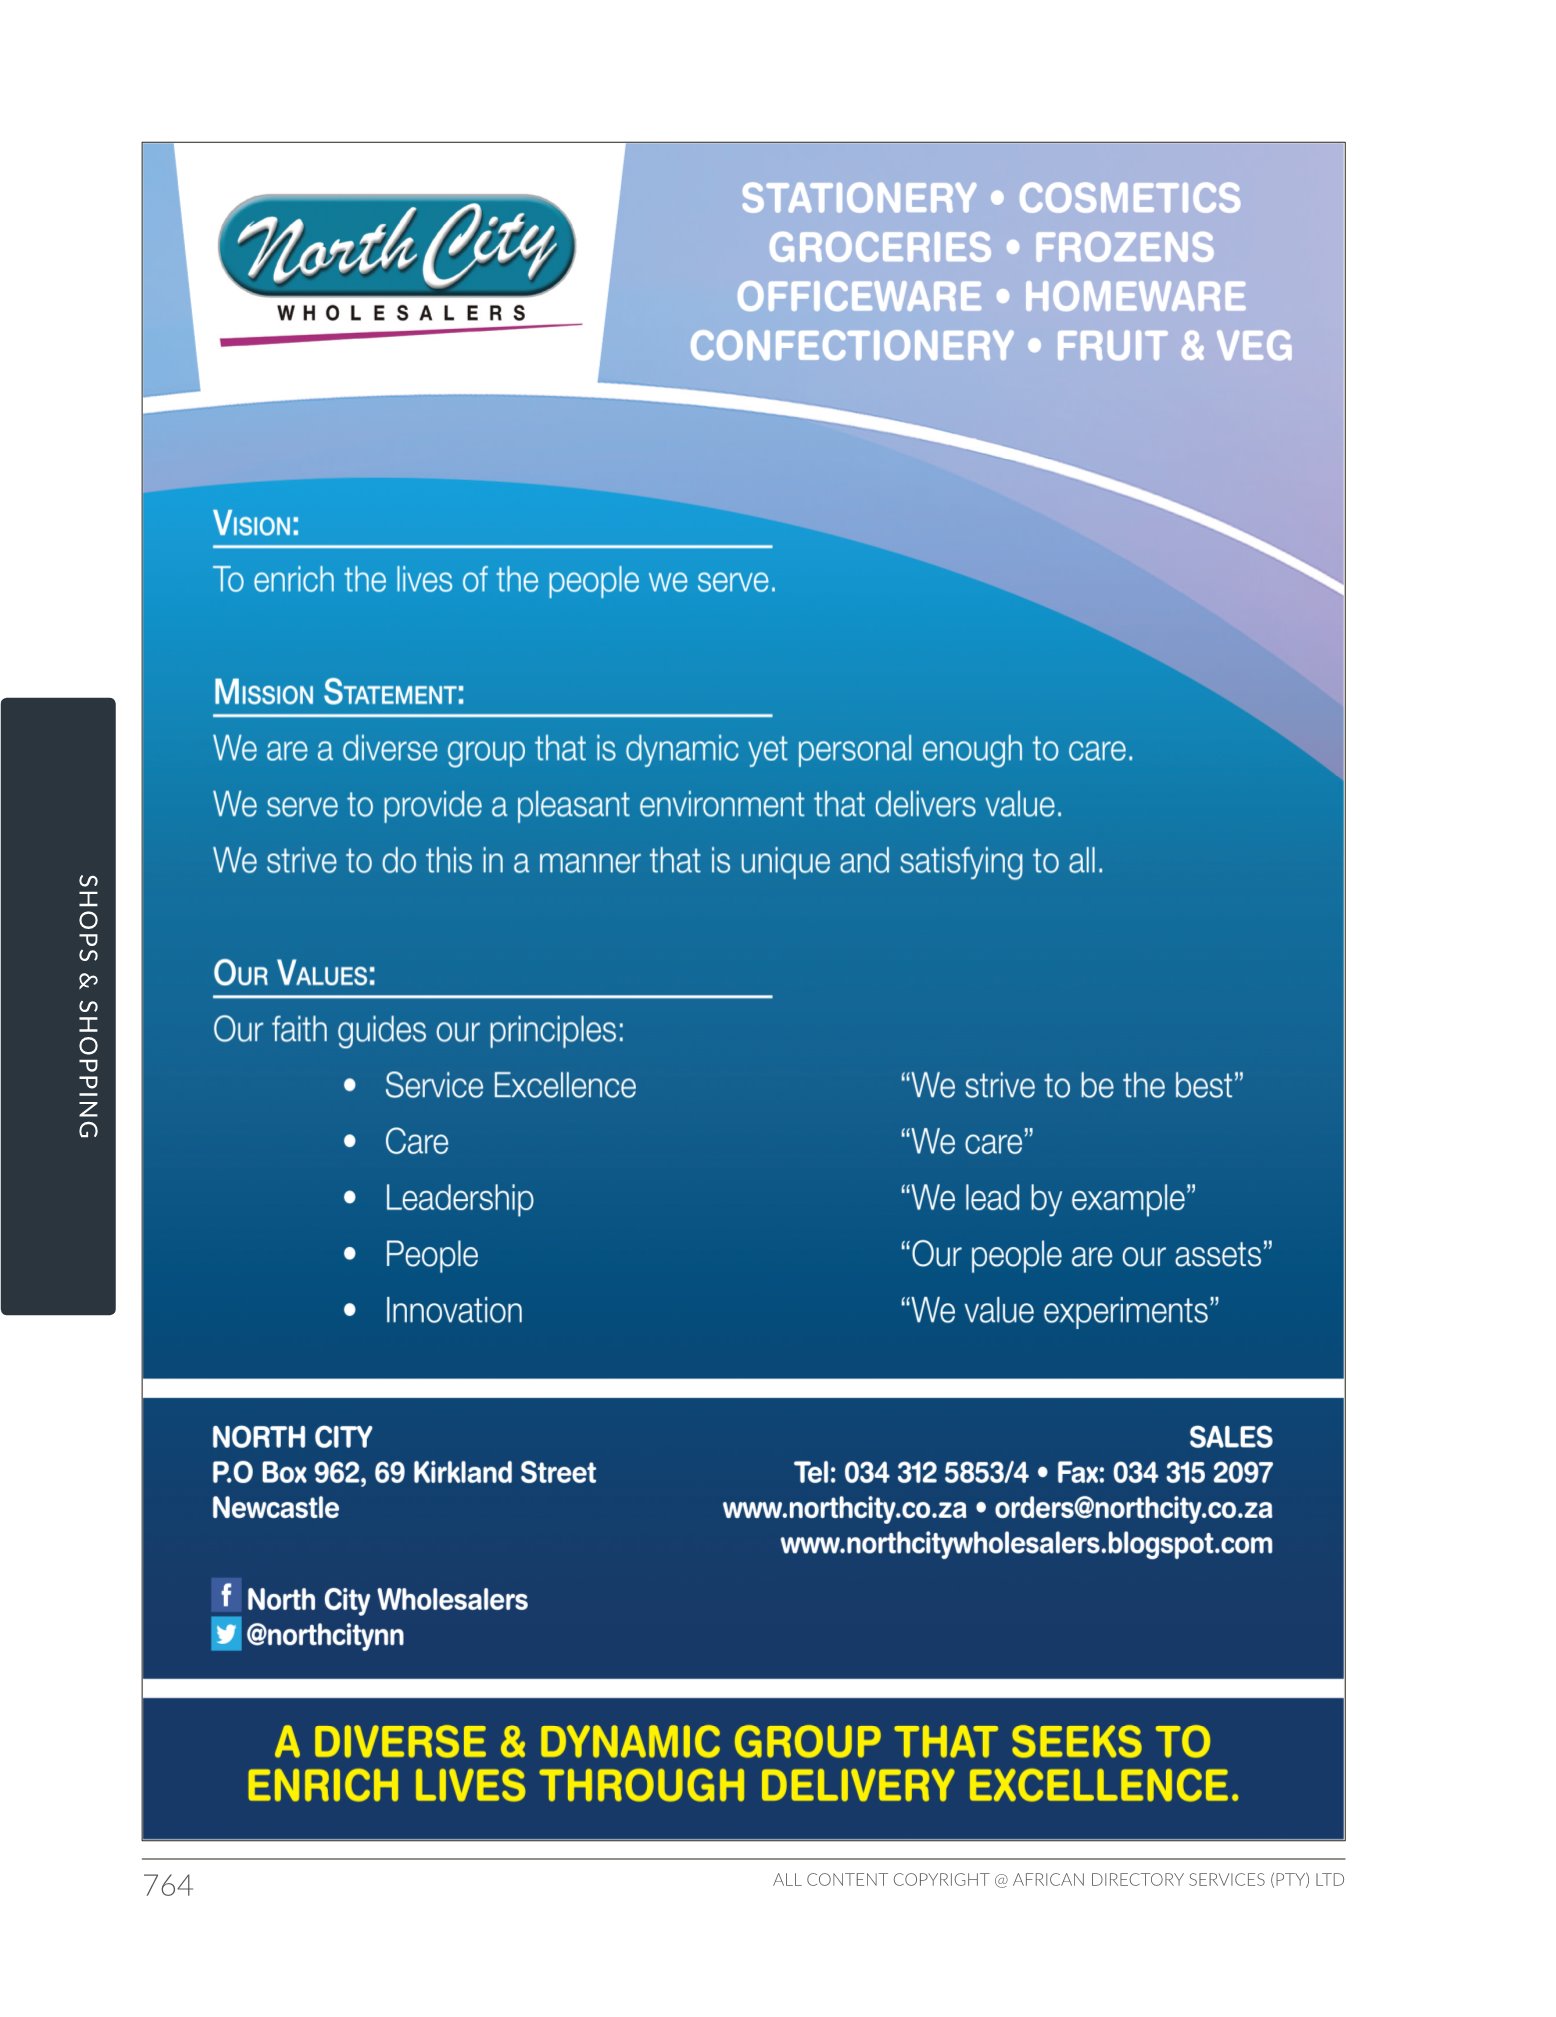 North City
WHOLESALERS
STATIONERY • COSMETICS
GROCERIES • FROZENS
OFFICEWARE • HOMEWARE
CONFECTIONERY • FRUIT & VEG
VISION:
To enrich the lives of the people we serve.
MISSION STATEMENT:
We are a diverse group that is dynamic yet personal enough to care.
We serve to provide a pleasant environment that delivers value.
We strive to do this in a manner that is unique and satisfying to all.
OUR VALUES:
Our faith guides our principles:
• Service Excellence “We strive to be the best”
• Care “We care”
• Leadership “We lead by example”
• People “Our people are our assets”
• Innovation “We value experiments”
NORTH CITY
P.O Box 962, 69 Kirkland Street
Newcastle
SALES
Tel: 034 312 5853/4 • Fax: 034 315 2097
www.northcity.co.za • orders@northcity.co.za
www.northcitywholesalers.blogspot.com
f North City Wholesalers
@northcitynn
A DIVERSE & DYNAMIC GROUP THAT SEEKS TO
ENRICH LIVES THROUGH DELIVERY EXCELLENCE.
SHOPS & SHOPPING
764
ALL CONTENT COPYRIGHT @ AFRICAN DIRECTORY SERVICES (PTY) LTD